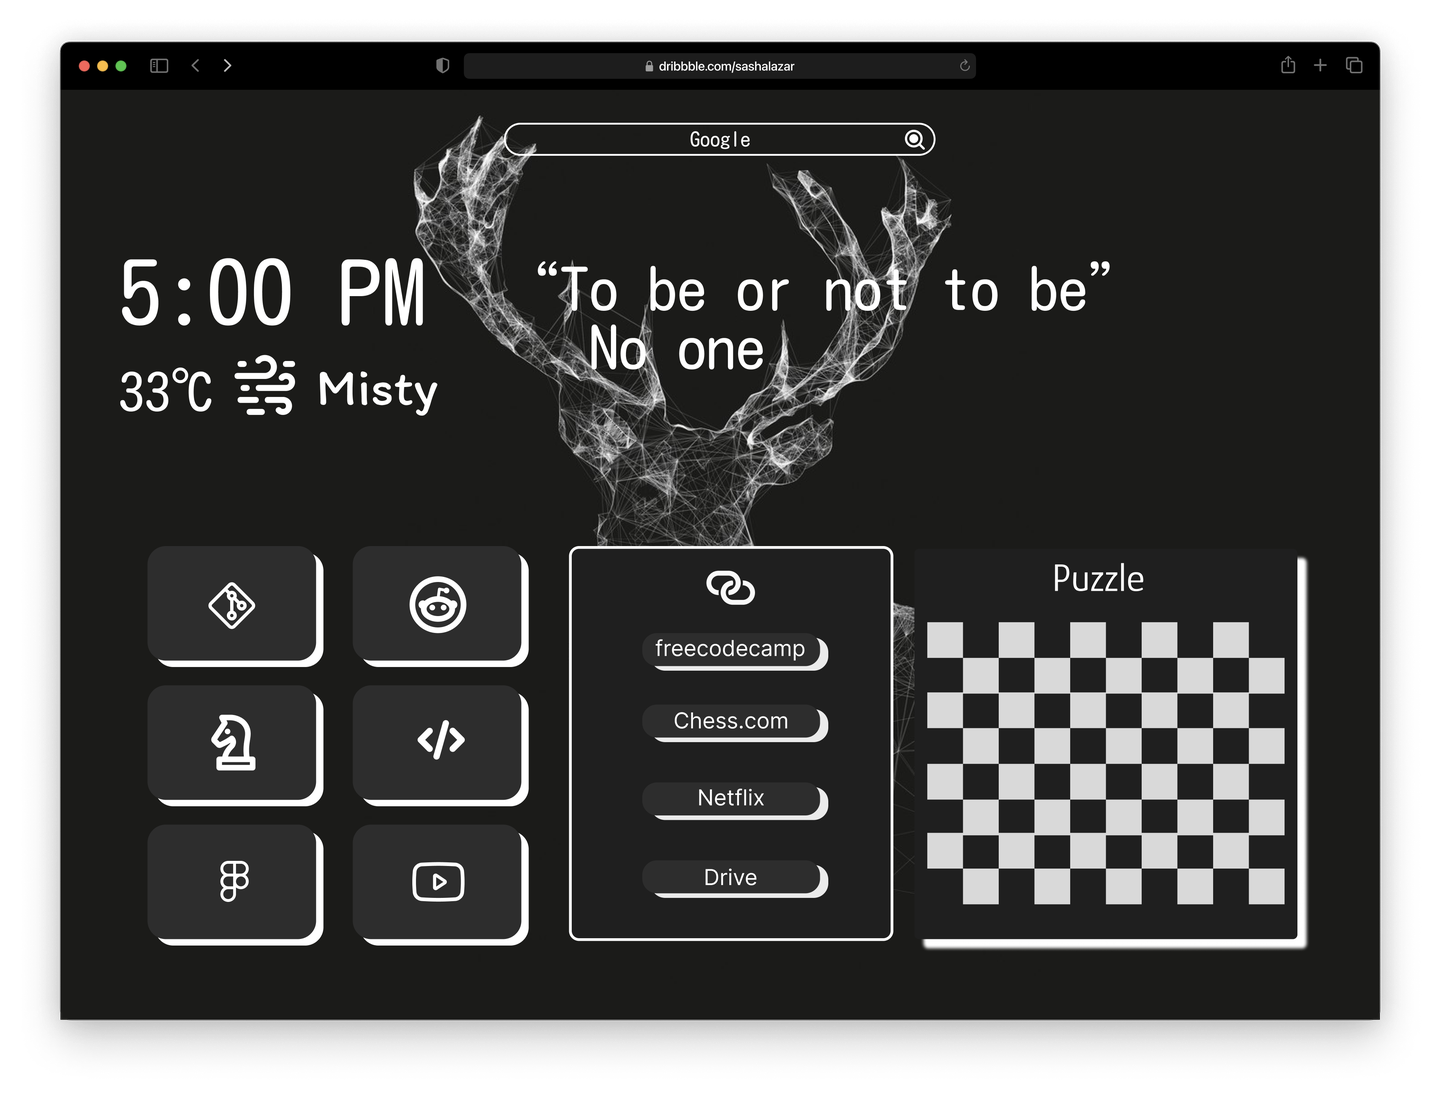 dribbble.com/sashalazar
Google
5:00 PM
33°C Misty
“To be or not to be”
No one
freecodecamp
Chess.com
Netflix
Drive
Puzzle